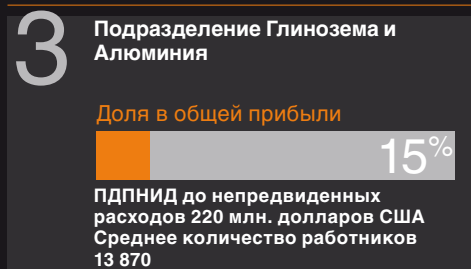 3
Подразделение Глинозема и
Алюминия
Доля в общей прибыли
15%
ПДПНИД до непредвиденных
расходов 220 млн. долларов США
Среднее количество работников
13 870